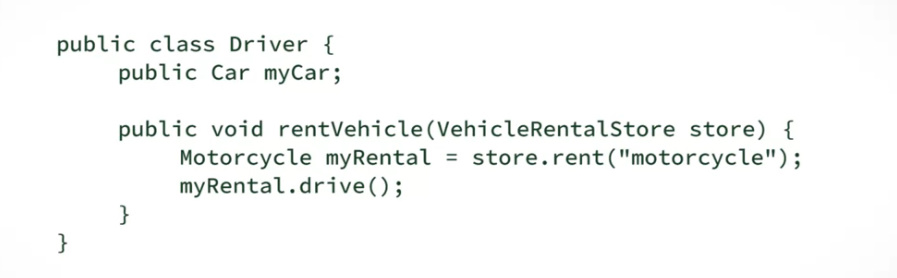 public class Driver {
public Car myCar;
public void rentVehicle(VehicleRentalStore store) {
Motorcycle myRental = store.rent("motorcycle");
myRental.drive();
}
}